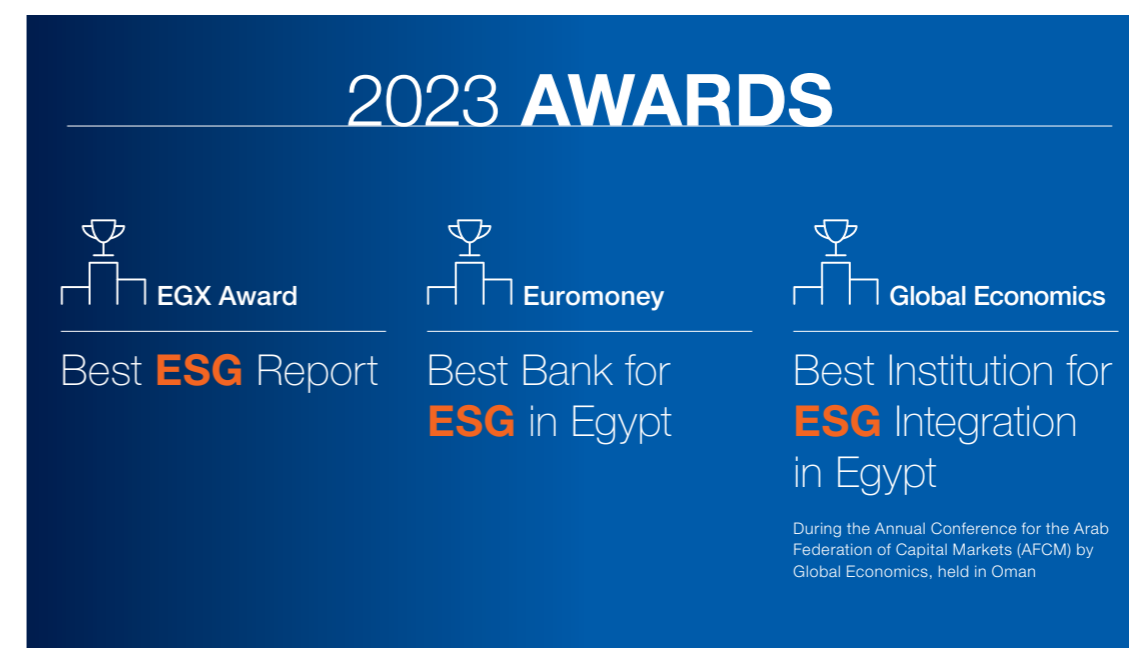 2023 AWARDS
EGX Award
Best ESG Report
Euromoney
Best Bank for
ESG in Egypt
Global Economics
Best Institution for
ESG Integration
in Egypt
During the Annual Conference for the Arab
Federation of Capital Markets (AFCM) by
Global Economics, held in Oman